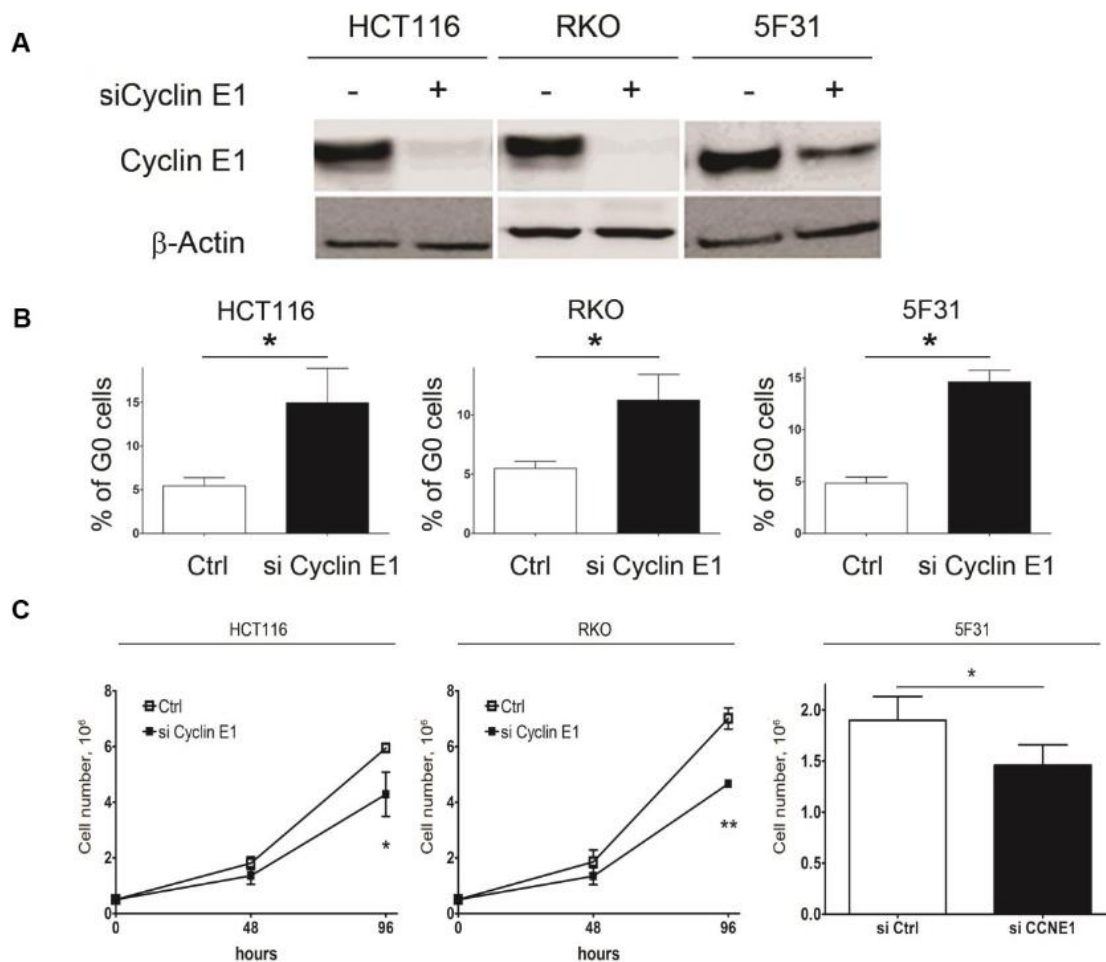 A
HCT116 RKO 5F31
siCyclin E1 - + - + - +
Cyclin E1
β-Actin
B
HCT116 RKO 5F31
* * *
% of G0 cells
15
10
5
0
Ctrl si Cyclin E1
% of G0 cells
10
5
0
Ctrl si Cyclin E1
% of G0 cells
15
10
5
0
Ctrl si Cyclin E1
C
HCT116
Cell number, 10⁶
8
6
4
2
0
Ctrl
si Cyclin E1
*
0 48 96
hours
RKO
Cell number, 10⁶
8
6
4
2
0
Ctrl
si Cyclin E1
**
0 48 96
hours
5F31
*
Cell number, 10⁶
2.0
1.5
1.0
0.5
0.0
si Ctrl si CCNE1